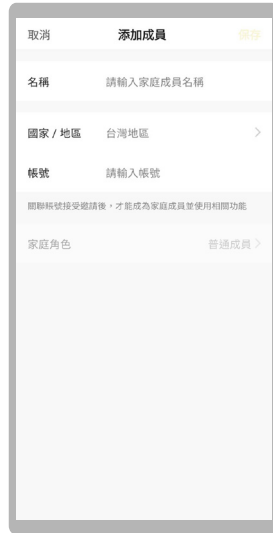 取消 添加成員 保存
名稱 請輸入家庭成員名稱
國家 / 地區 台灣地區
帳號 請輸入帳號
關聯帳號接受邀請後，才能成為家庭成員並使用相關功能
家庭角色 普通成員